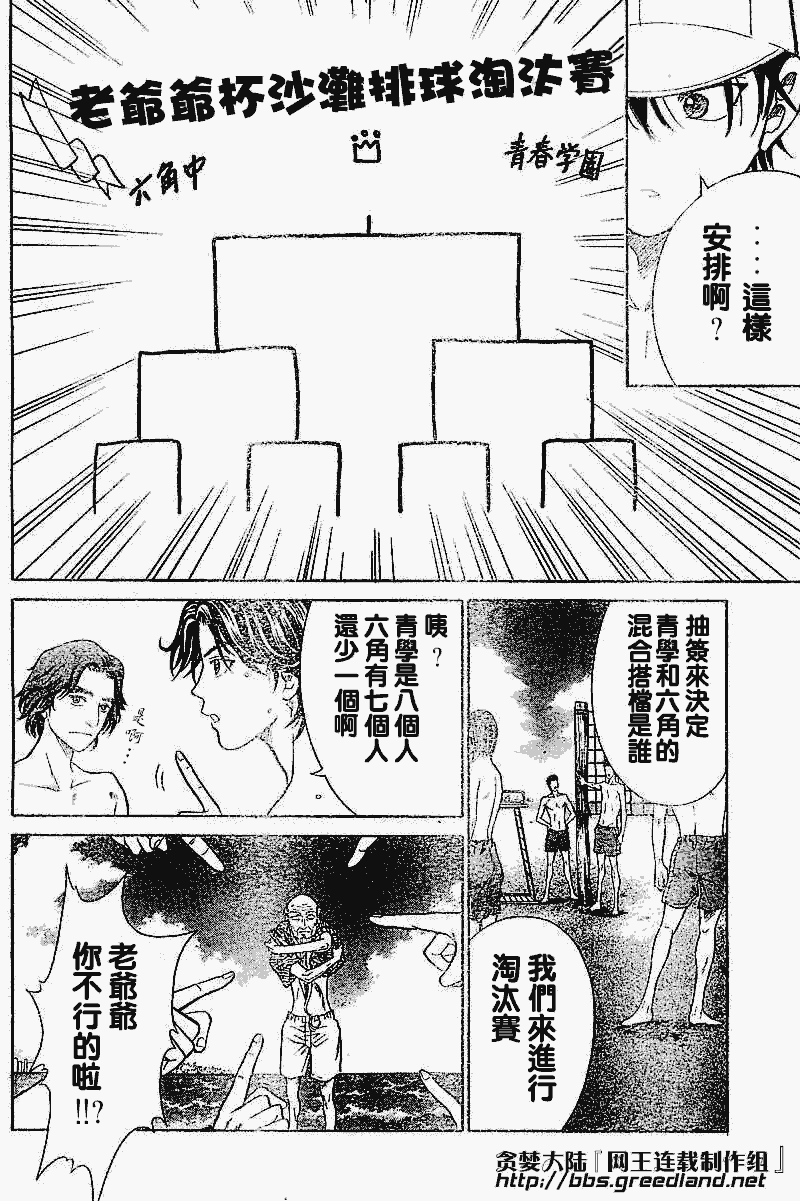 老爺爺杯沙灘排球淘汰賽
六角中
青春学園
‥‥這樣
安排啊？
抽簽來決定
青學和六角的
混合搭檔是誰
我們來進行
淘汰賽
咦？
青學是八個人
六角有七個人
還少一個啊
是啊…
老爺爺
你不行的啦!!?
贪婪大陆『网王连载制作组』
http://bbs.greedland.net